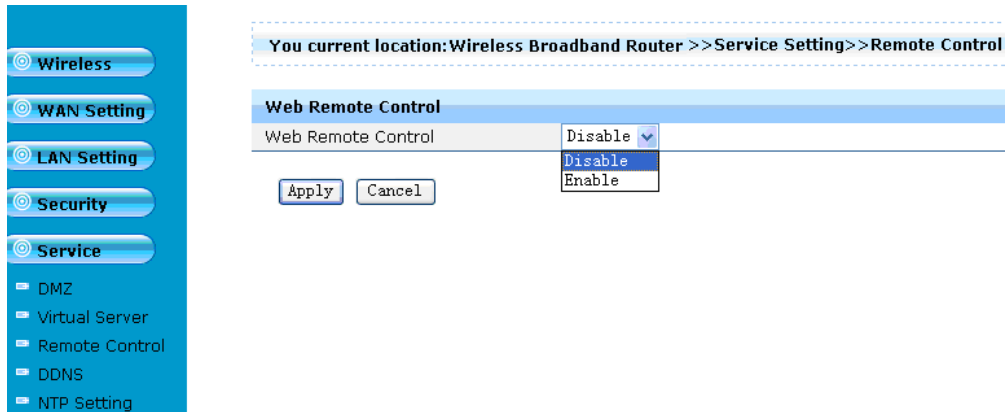 You current location:Wireless Broadband Router >>Service Setting>>Remote Control
Wireless
WAN Setting
LAN Setting
Security
Service
DMZ
Virtual Server
Remote Control
DDNS
NTP Setting
Web Remote Control
Web Remote Control Disable
Disable
Enable
Apply Cancel